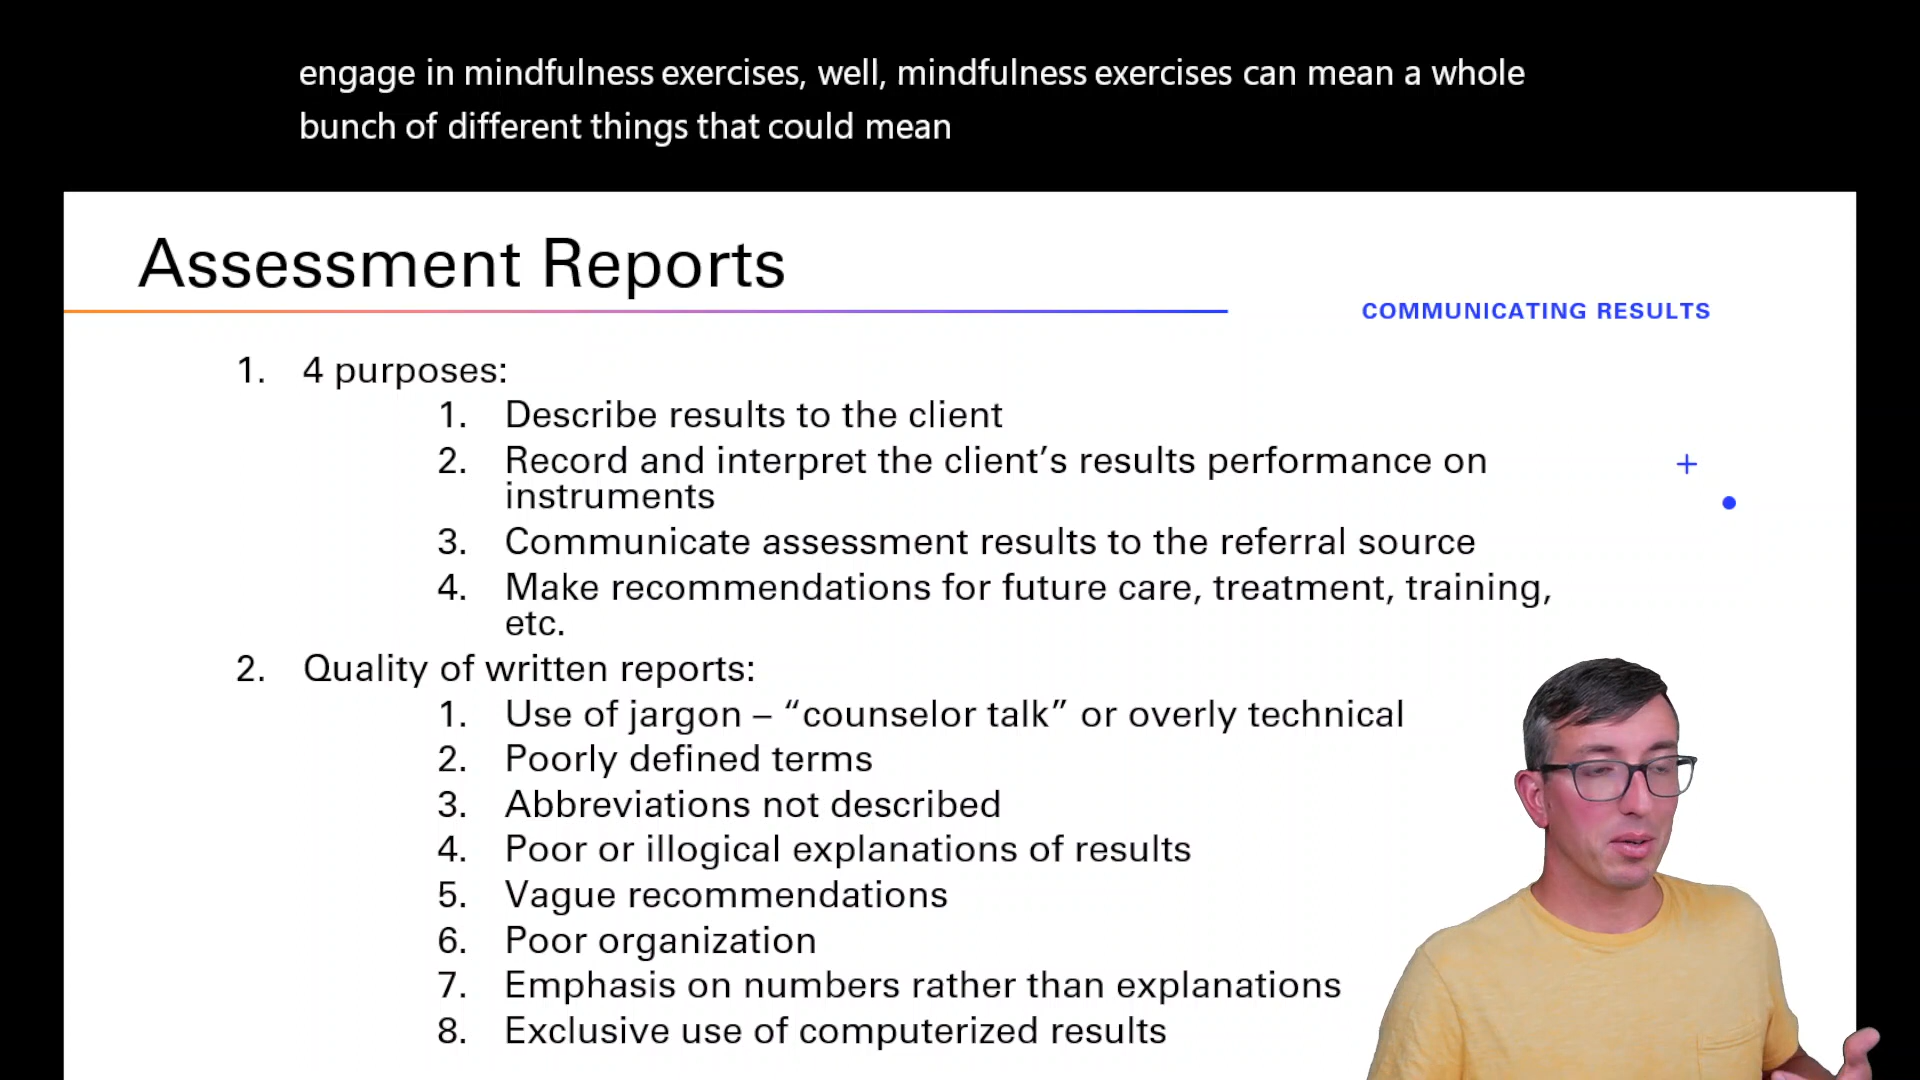 engage in mindfulness exercises, well, mindfulness exercises can mean a whole
bunch of different things that could mean
Assessment Reports
COMMUNICATING RESULTS
1. 4 purposes:
1. Describe results to the client
2. Record and interpret the client’s results performance on
instruments
3. Communicate assessment results to the referral source
4. Make recommendations for future care, treatment, training,
etc.
2. Quality of written reports:
1. Use of jargon – “counselor talk” or overly technical
2. Poorly defined terms
3. Abbreviations not described
4. Poor or illogical explanations of results
5. Vague recommendations
6. Poor organization
7. Emphasis on numbers rather than explanations
8. Exclusive use of computerized results